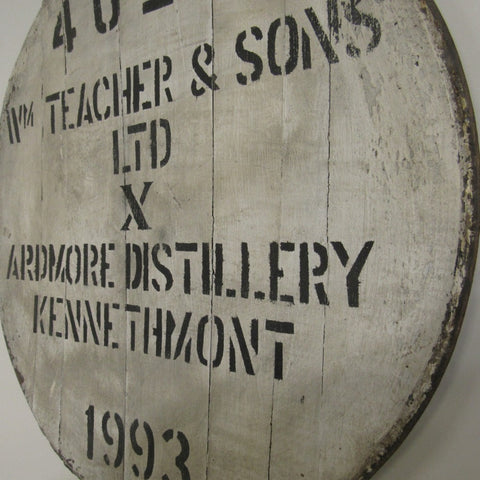 WM TEACHER & SONS
LTD
X
ARDMORE DISTILLERY
KENNETHMONT
1993